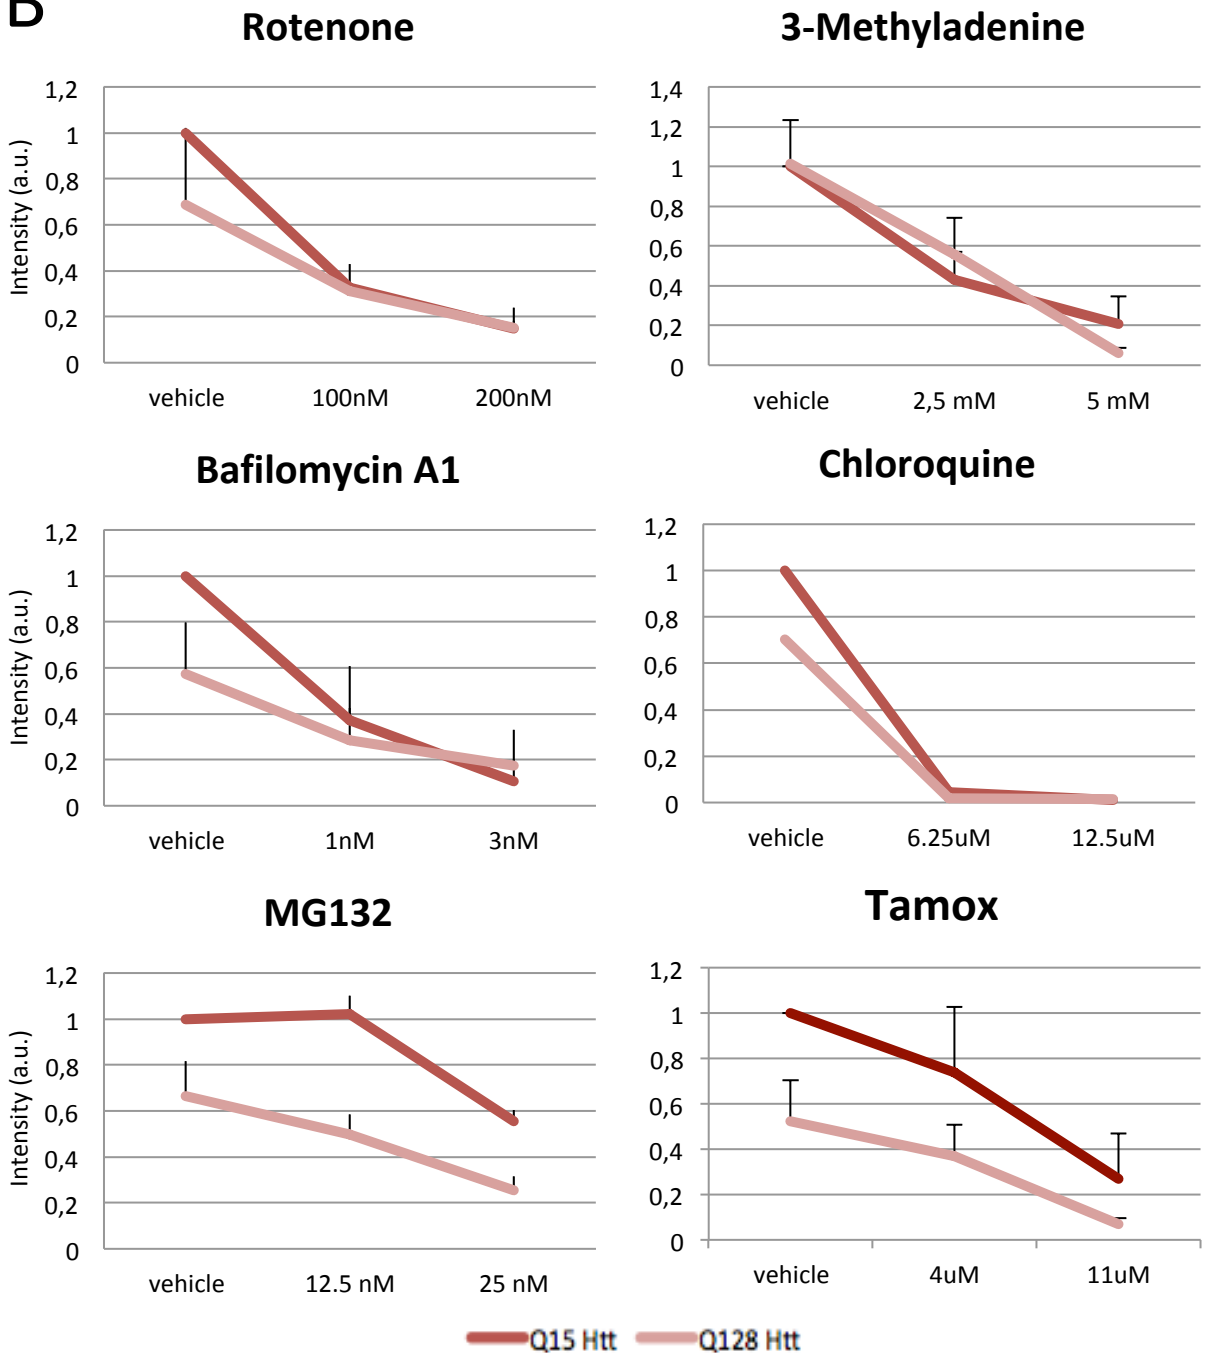 B
Rotenone
Intensity (a.u.)
1,2
1
0,8
0,6
0,4
0,2
0
vehicle 100nM 200nM
3-Methyladenine
1,4
1,2
1
0,8
0,6
0,4
0,2
0
vehicle 2,5 mM 5 mM
Bafilomycin A1
Intensity (a.u.)
1,2
1
0,8
0,6
0,4
0,2
0
vehicle 1nM 3nM
Chloroquine
1,2
1
0,8
0,6
0,4
0,2
0
vehicle 6.25uM 12.5uM
MG132
Intensity (a.u.)
1,2
1
0,8
0,6
0,4
0,2
0
vehicle 12.5 nM 25 nM
Tamox
1,2
1
0,8
0,6
0,4
0,2
0
vehicle 4uM 11uM
Q15 Htt Q128 Htt